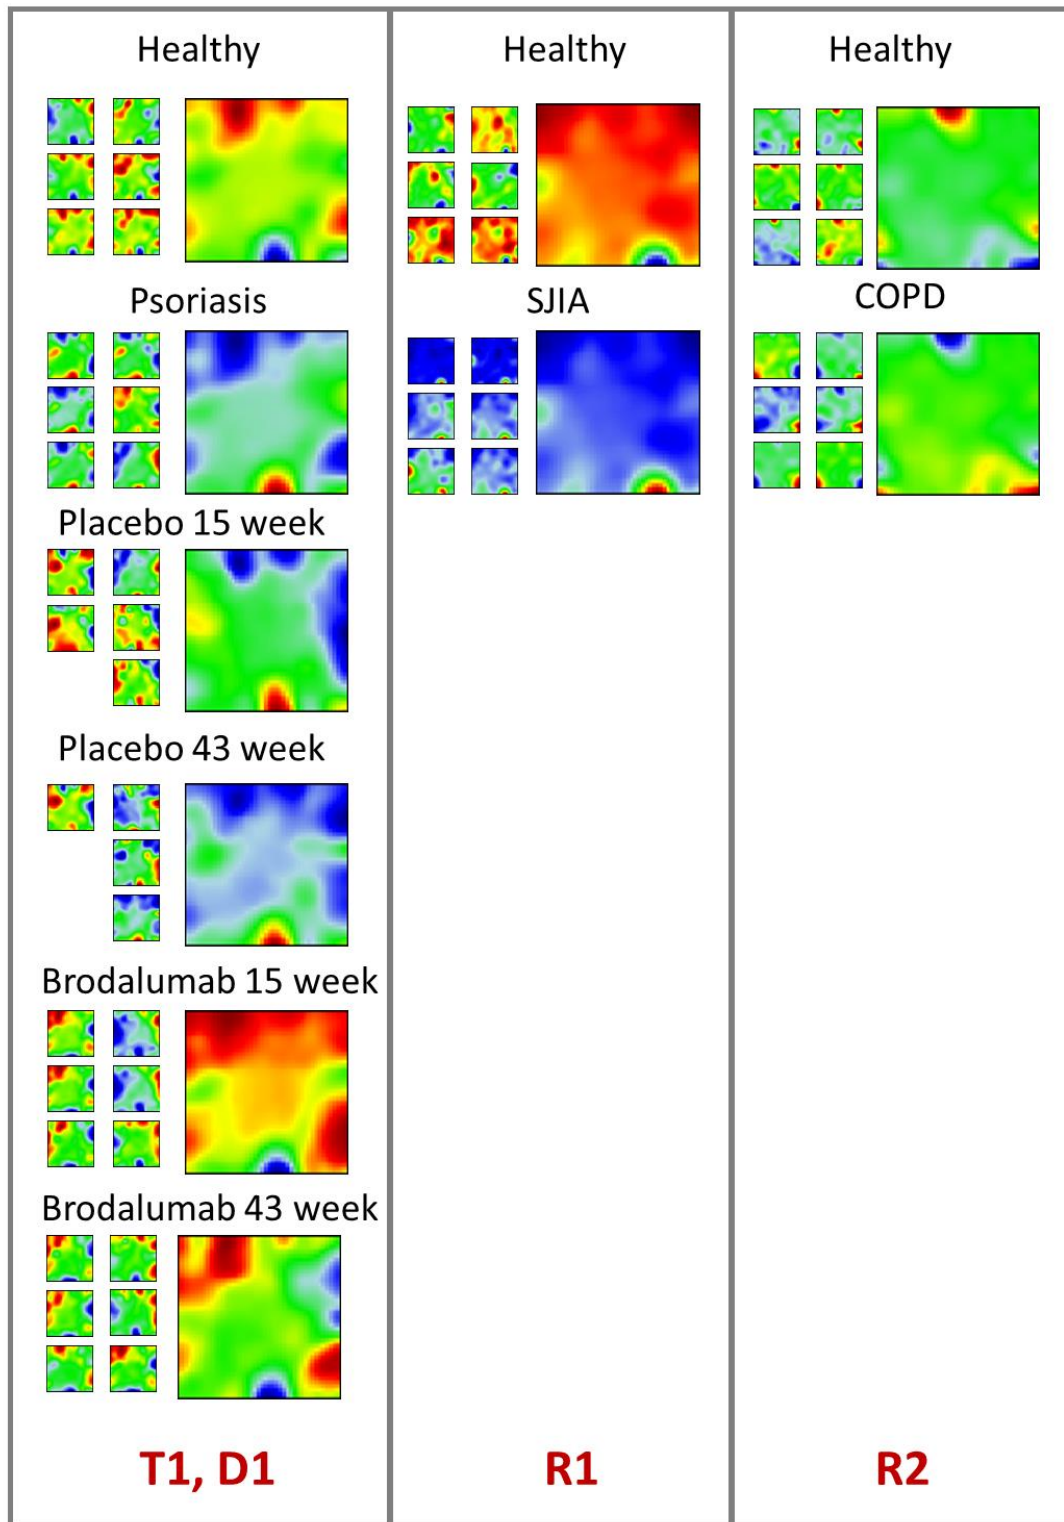 Healthy
Psoriasis
Placebo 15 week
Placebo 43 week
Brodalumab 15 week
Brodalumab 43 week
T1, D1
Healthy
SJIA
R1
Healthy
COPD
R2